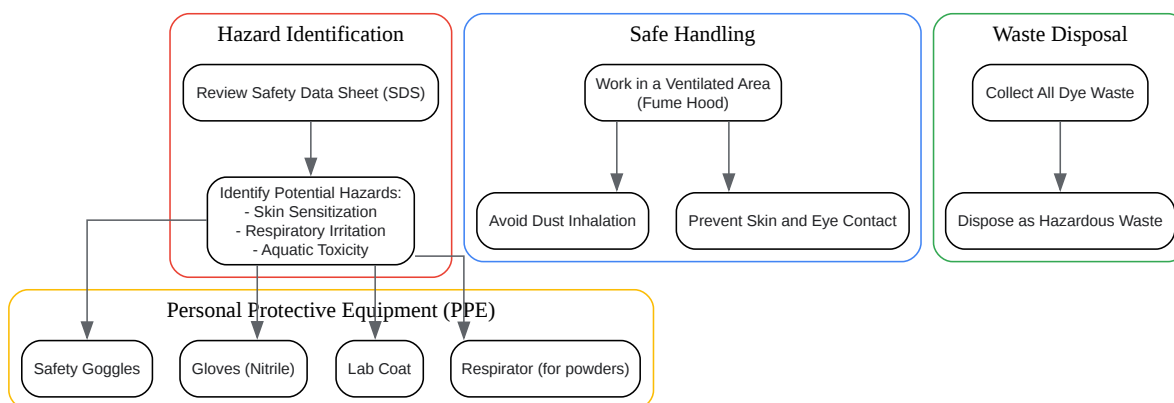 Hazard Identification
Review Safety Data Sheet (SDS)
Identify Potential Hazards:
- Skin Sensitization
- Respiratory Irritation
- Aquatic Toxicity
Safe Handling
Work in a Ventilated Area
(Fume Hood)
Avoid Dust Inhalation
Prevent Skin and Eye Contact
Waste Disposal
Collect All Dye Waste
Dispose as Hazardous Waste
Personal Protective Equipment (PPE)
Safety Goggles
Gloves (Nitrile)
Lab Coat
Respirator (for powders)